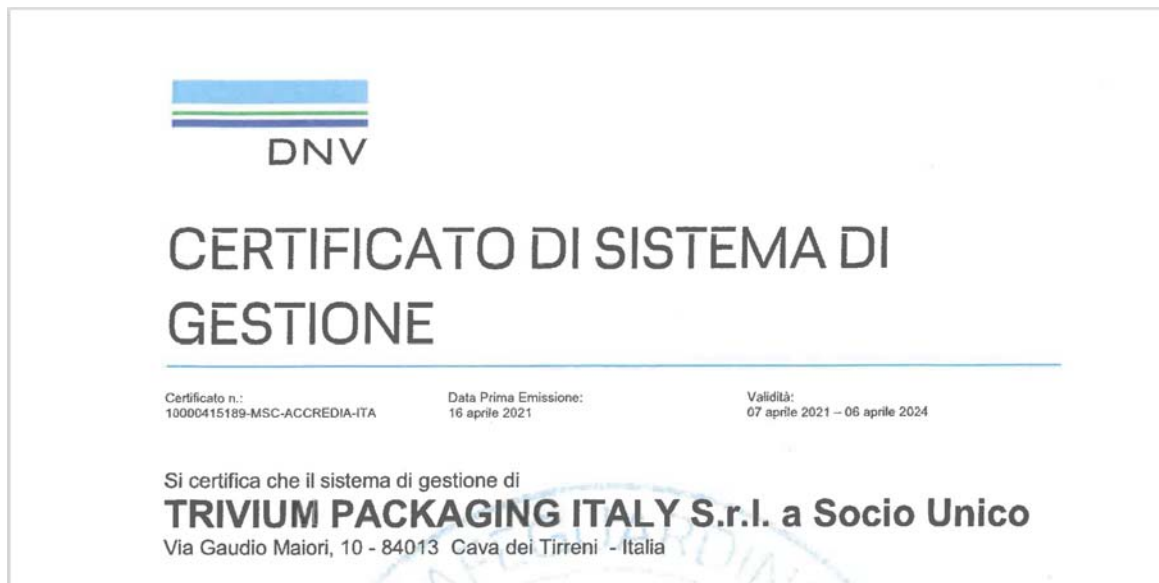 DNV
CERTIFICATO DI SISTEMA DI
GESTIONE
Certificato n.:
10000415189-MSC-ACCREDIA-ITA
Data Prima Emissione:
16 aprile 2021
Validità:
07 aprile 2021 – 06 aprile 2024
Si certifica che il sistema di gestione di
TRIVIUM PACKAGING ITALY S.r.l. a Socio Unico
Via Gaudio Maiori, 10 - 84013 Cava dei Tirreni - Italia